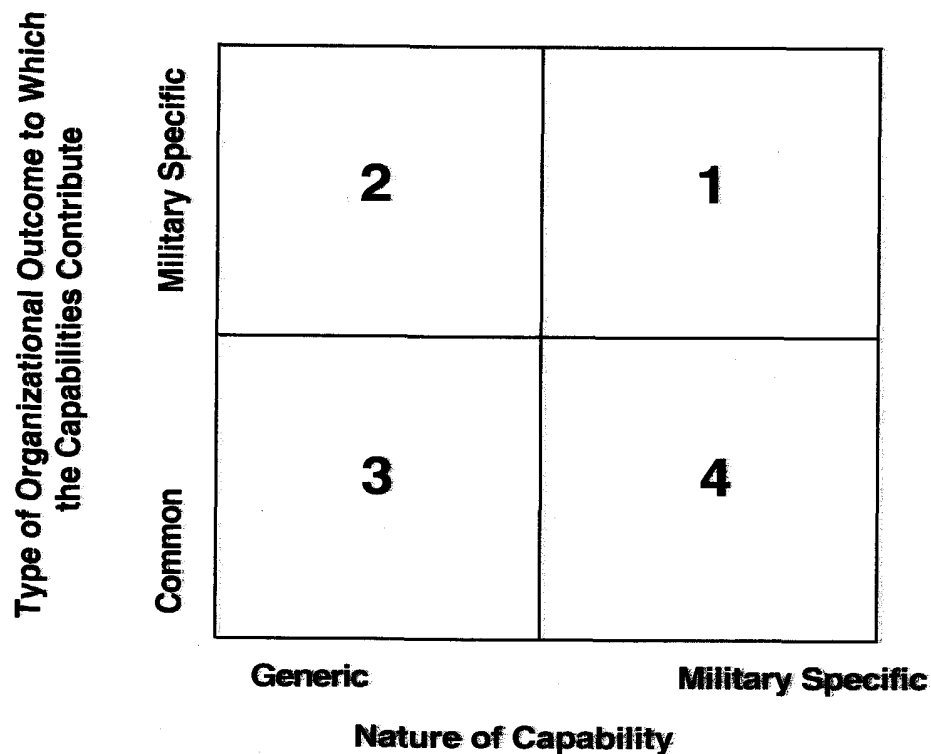 Type of Organizational Outcome to Which
the Capabilities Contribute
Military Specific
Common
2
1
3
4
Generic
Military Specific
Nature of Capability